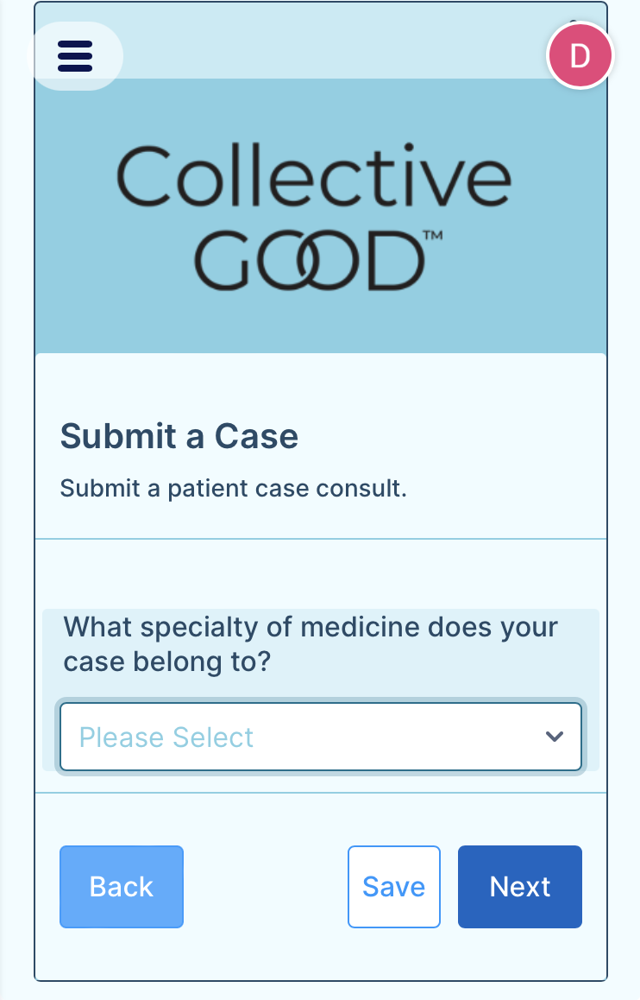 D
Collective
GOOD™
Submit a Case
Submit a patient case consult.
What specialty of medicine does your
case belong to?
Please Select
Back
Save
Next